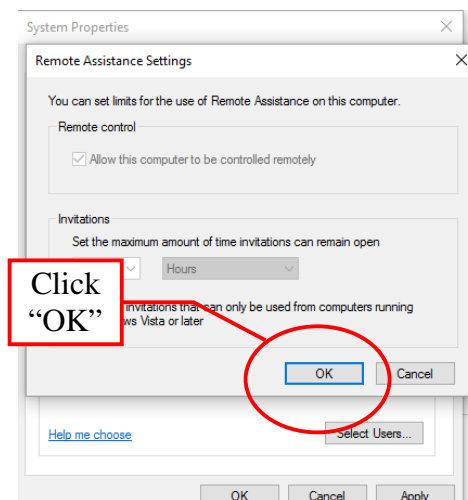 System Properties
Remote Assistance Settings
You can set limits for the use of Remote Assistance on this computer.
Remote control
Allow this computer to be controlled remotely
Invitations
Set the maximum amount of time invitations can remain open
Hours
Click
“OK”
invitations that can only be used from computers running
Vista or later
OK Cancel
Help me choose
Select Users...
OK Cancel Apply